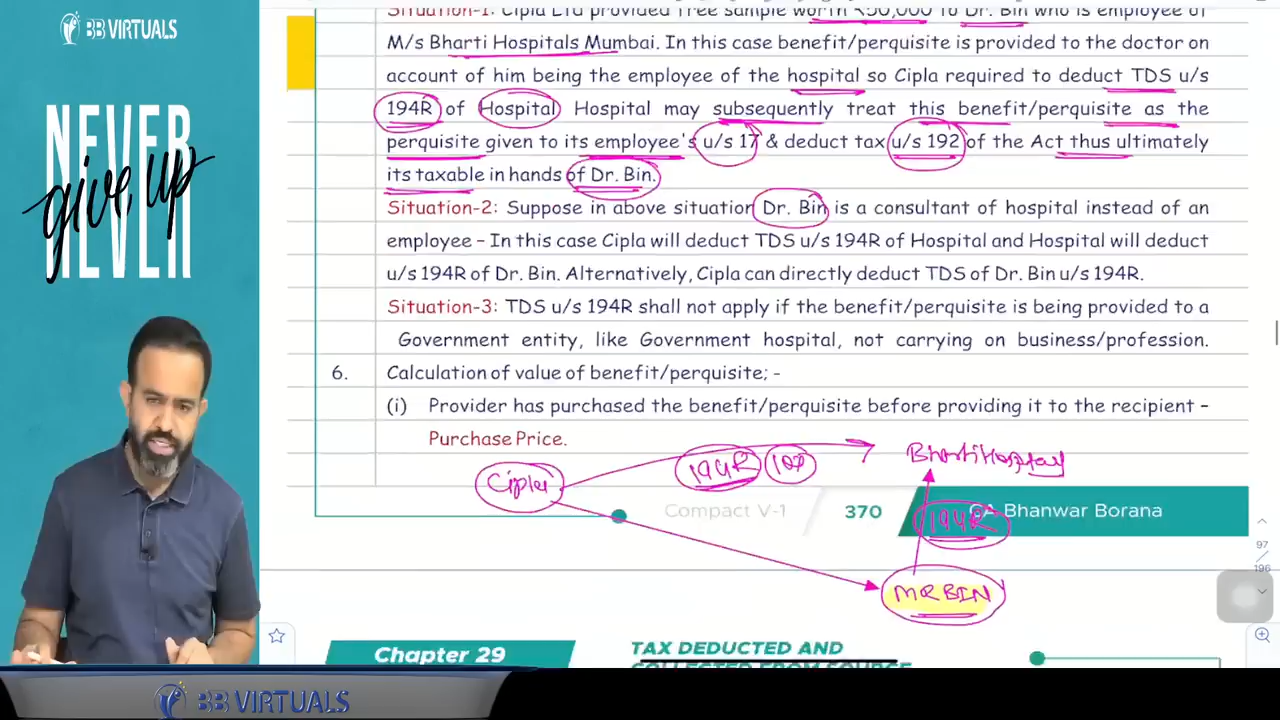 BB VIRTUALS
NEVER
give up
NEVER
Situation-1: Cipla Ltd provided free sample worth ₹50,000 to Dr. Bin who is employee of
M/s Bharti Hospitals Mumbai. In this case benefit/perquisite is provided to the doctor on
account of him being the employee of the hospital so Cipla required to deduct TDS u/s
194R of Hospital Hospital may subsequently treat this benefit/perquisite as the
perquisite given to its employee's u/s 17 & deduct tax u/s 192 of the Act thus ultimately
its taxable in hands of Dr. Bin.
Situation-2: Suppose in above situation Dr. Bin is a consultant of hospital instead of an
employee – In this case Cipla will deduct TDS u/s 194R of Hospital and Hospital will deduct
u/s 194R of Dr. Bin. Alternatively, Cipla can directly deduct TDS of Dr. Bin u/s 194R.
Situation-3: TDS u/s 194R shall not apply if the benefit/perquisite is being provided to a
Government entity, like Government hospital, not carrying on business/profession.
6. Calculation of value of benefit/perquisite; -
(i) Provider has purchased the benefit/perquisite before providing it to the recipient –
Purchase Price.
Cipla 194R Bharti Hospital
Compact V-1 370 CA Bhanwar Borana
194R
97
196
MR BIN
Chapter 29 TAX DEDUCTED AND
COLLECTED FROM SOURCE
BB VIRTUALS